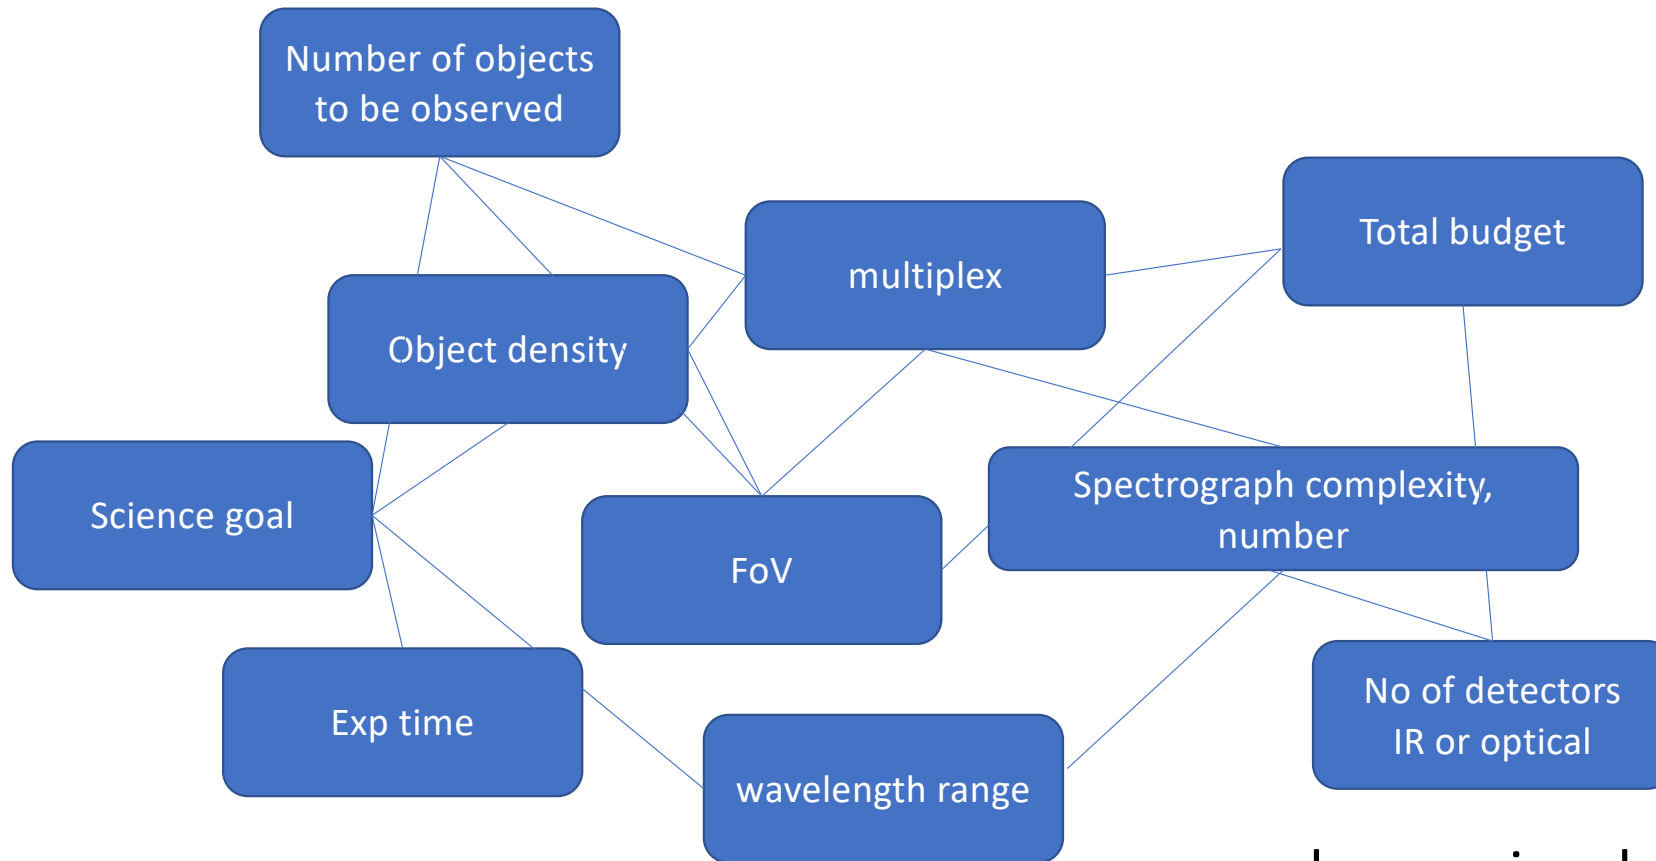 Number of objects
to be observed
Total budget
multiplex
Object density
Science goal
Spectrograph complexity,
number
FoV
Exp time
No of detectors
IR or optical
wavelength range